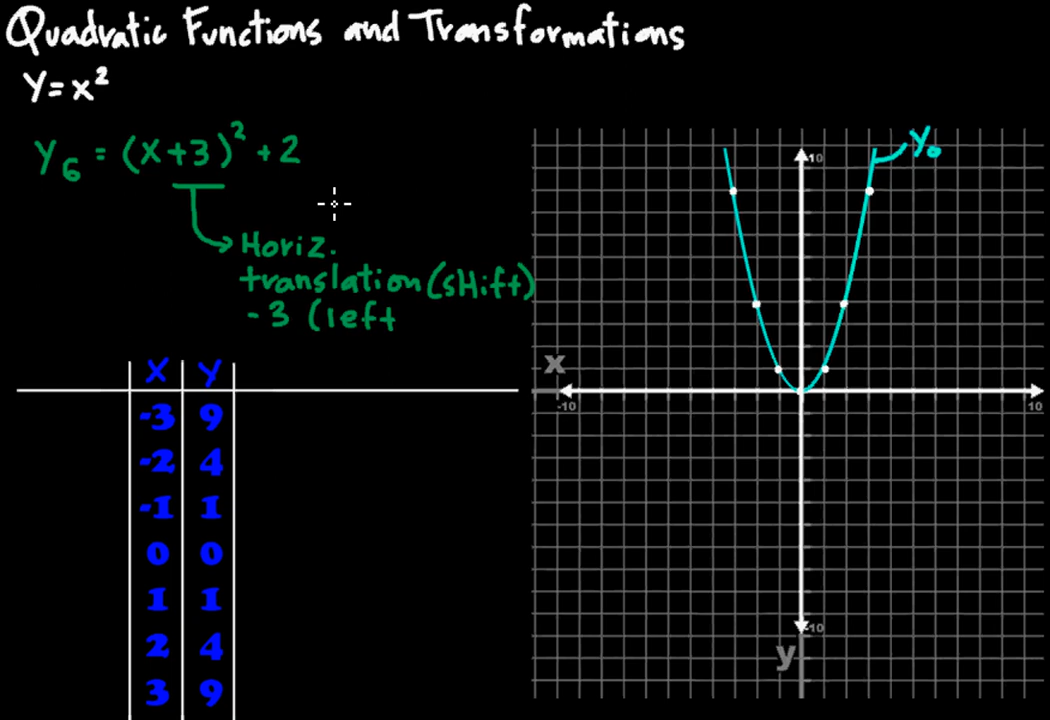 Quadratic Functions and Transformations
Y=x²
Y₆ = (x+3)² + 2
Horiz.
translation (shift)
-3 (left
X Y
-3 9
-2 4
-1 1
0 0
1 1
2 4
3 9
Y₀
10
x
-10 10
-10
y